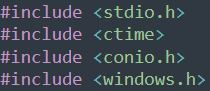 #include <stdio.h>
#include <ctime>
#include <conio.h>
#include <windows.h>